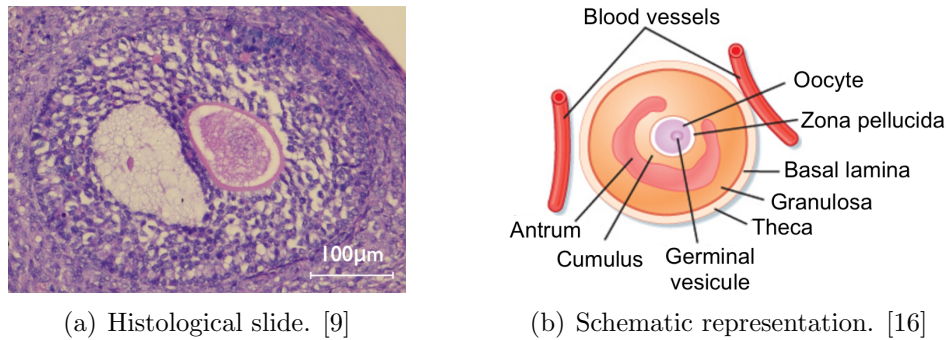 100µm
Blood vessels
Oocyte
Zona pellucida
Basal lamina
Granulosa
Theca
Antrum
Cumulus
Germinal
vesicule
(a) Histological slide. [9]
(b) Schematic representation. [16]